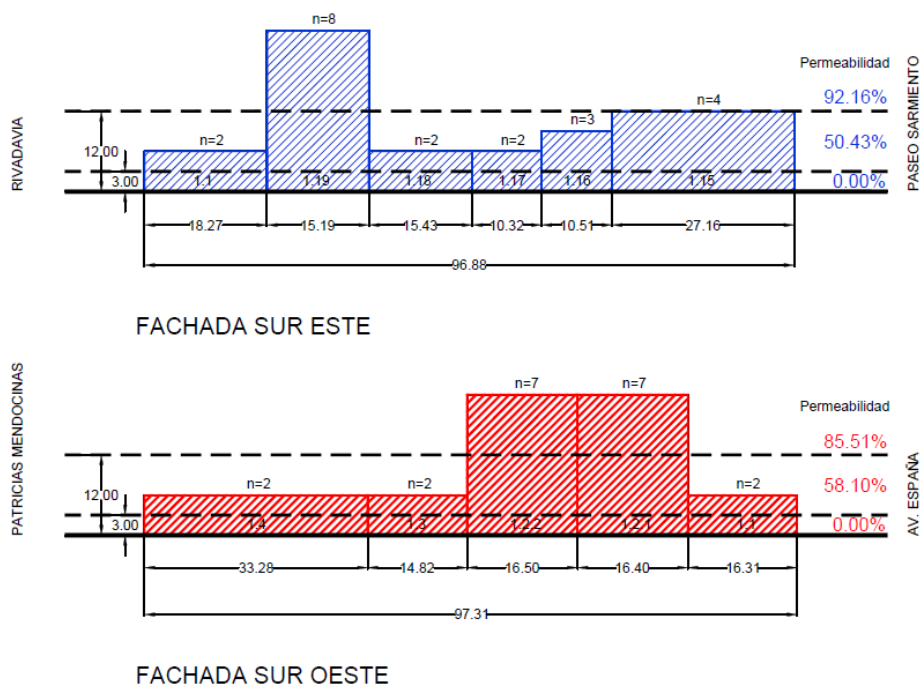 n=8
Permeabilidad
n=4
92.16%
n=3
n=2
n=2
n=2
50.43%
12.00
3.00
1.1
1.19
1.18
1.17
1.16
1.15
0.00%
RIVADAVIA
PASEO SARMIENTO
18.27
15.19
15.43
10.32
10.51
27.16
96.88
FACHADA SUR ESTE
PATRICIAS MENDOCINAS
n=7
n=7
Permeabilidad
85.51%
n=2
n=2
n=2
58.10%
12.00
3.00
1.4
1.3
1.2.2
1.2.1
1.1
0.00%
AV. ESPAÑA
33.28
14.82
16.50
16.40
16.31
97.31
FACHADA SUR OESTE